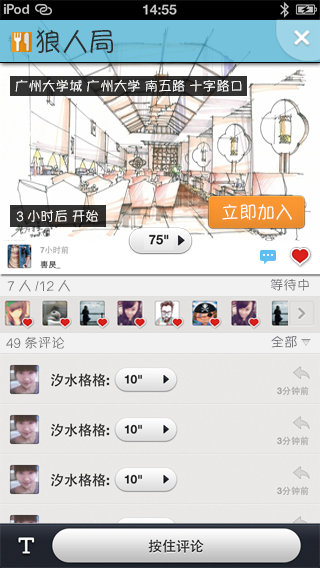 iPod 14:55
狼人局
广州大学城 广州大学 南五路 十字路口
3 小时后 开始
立即加入
75"
7小时前
7 人 /12 人 等待中
49 条评论 全部
汐水格格: 10"
3分钟前
汐水格格: 10"
3分钟前
汐水格格: 10"
3分钟前
T 按住评论